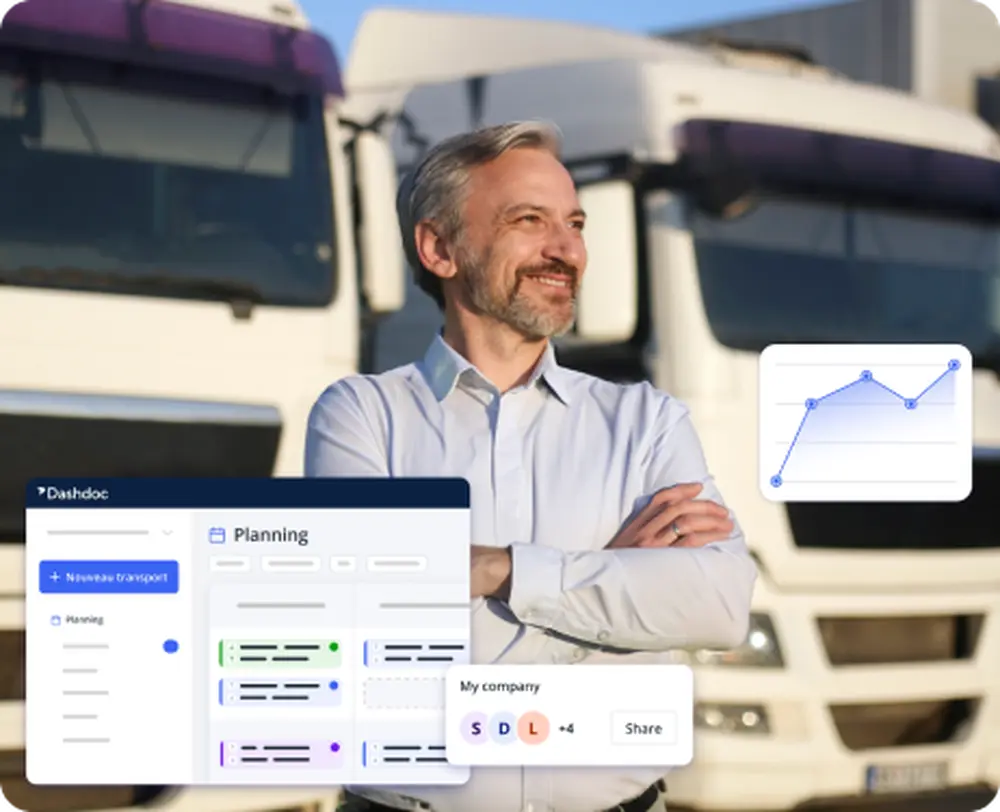 Dashdoc
Planning
+ Nouveau transport
Planning
My company
S D L +4
Share